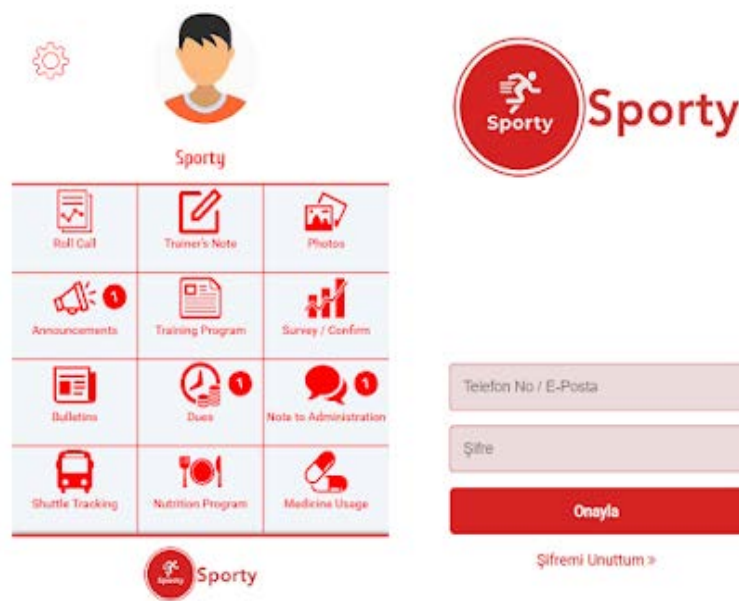 Sporty
Roll Call
Trainer's Note
Photos
1
Announcements
Training Program
Survey / Confirm
1
1
Bulletins
Dues
Note to Administration
Shuttle Tracking
Nutrition Program
Medicine Usage
Sporty
Sporty
Sporty
Sporty
Telefon No / E-Posta
Şifre
Onayla
Şifremi Unuttum »